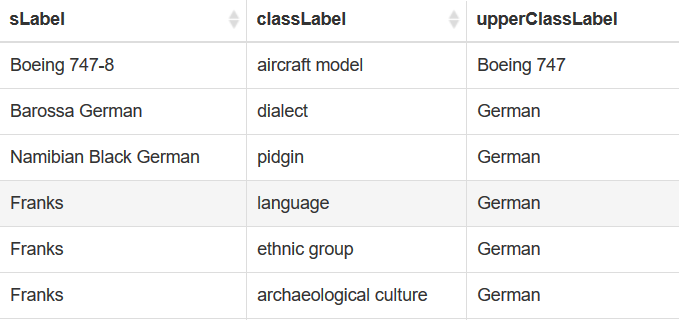 sLabel classLabel upperClassLabel
Boeing 747-8 aircraft model Boeing 747
Barossa German dialect German
Namibian Black German pidgin German
Franks language German
Franks ethnic group German
Franks archaeological culture German